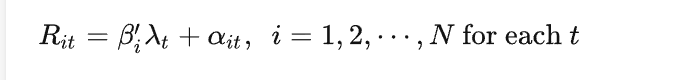 R_{it} = β_i′λ_t + α_{it}, i = 1, 2, ⋯, N for each t